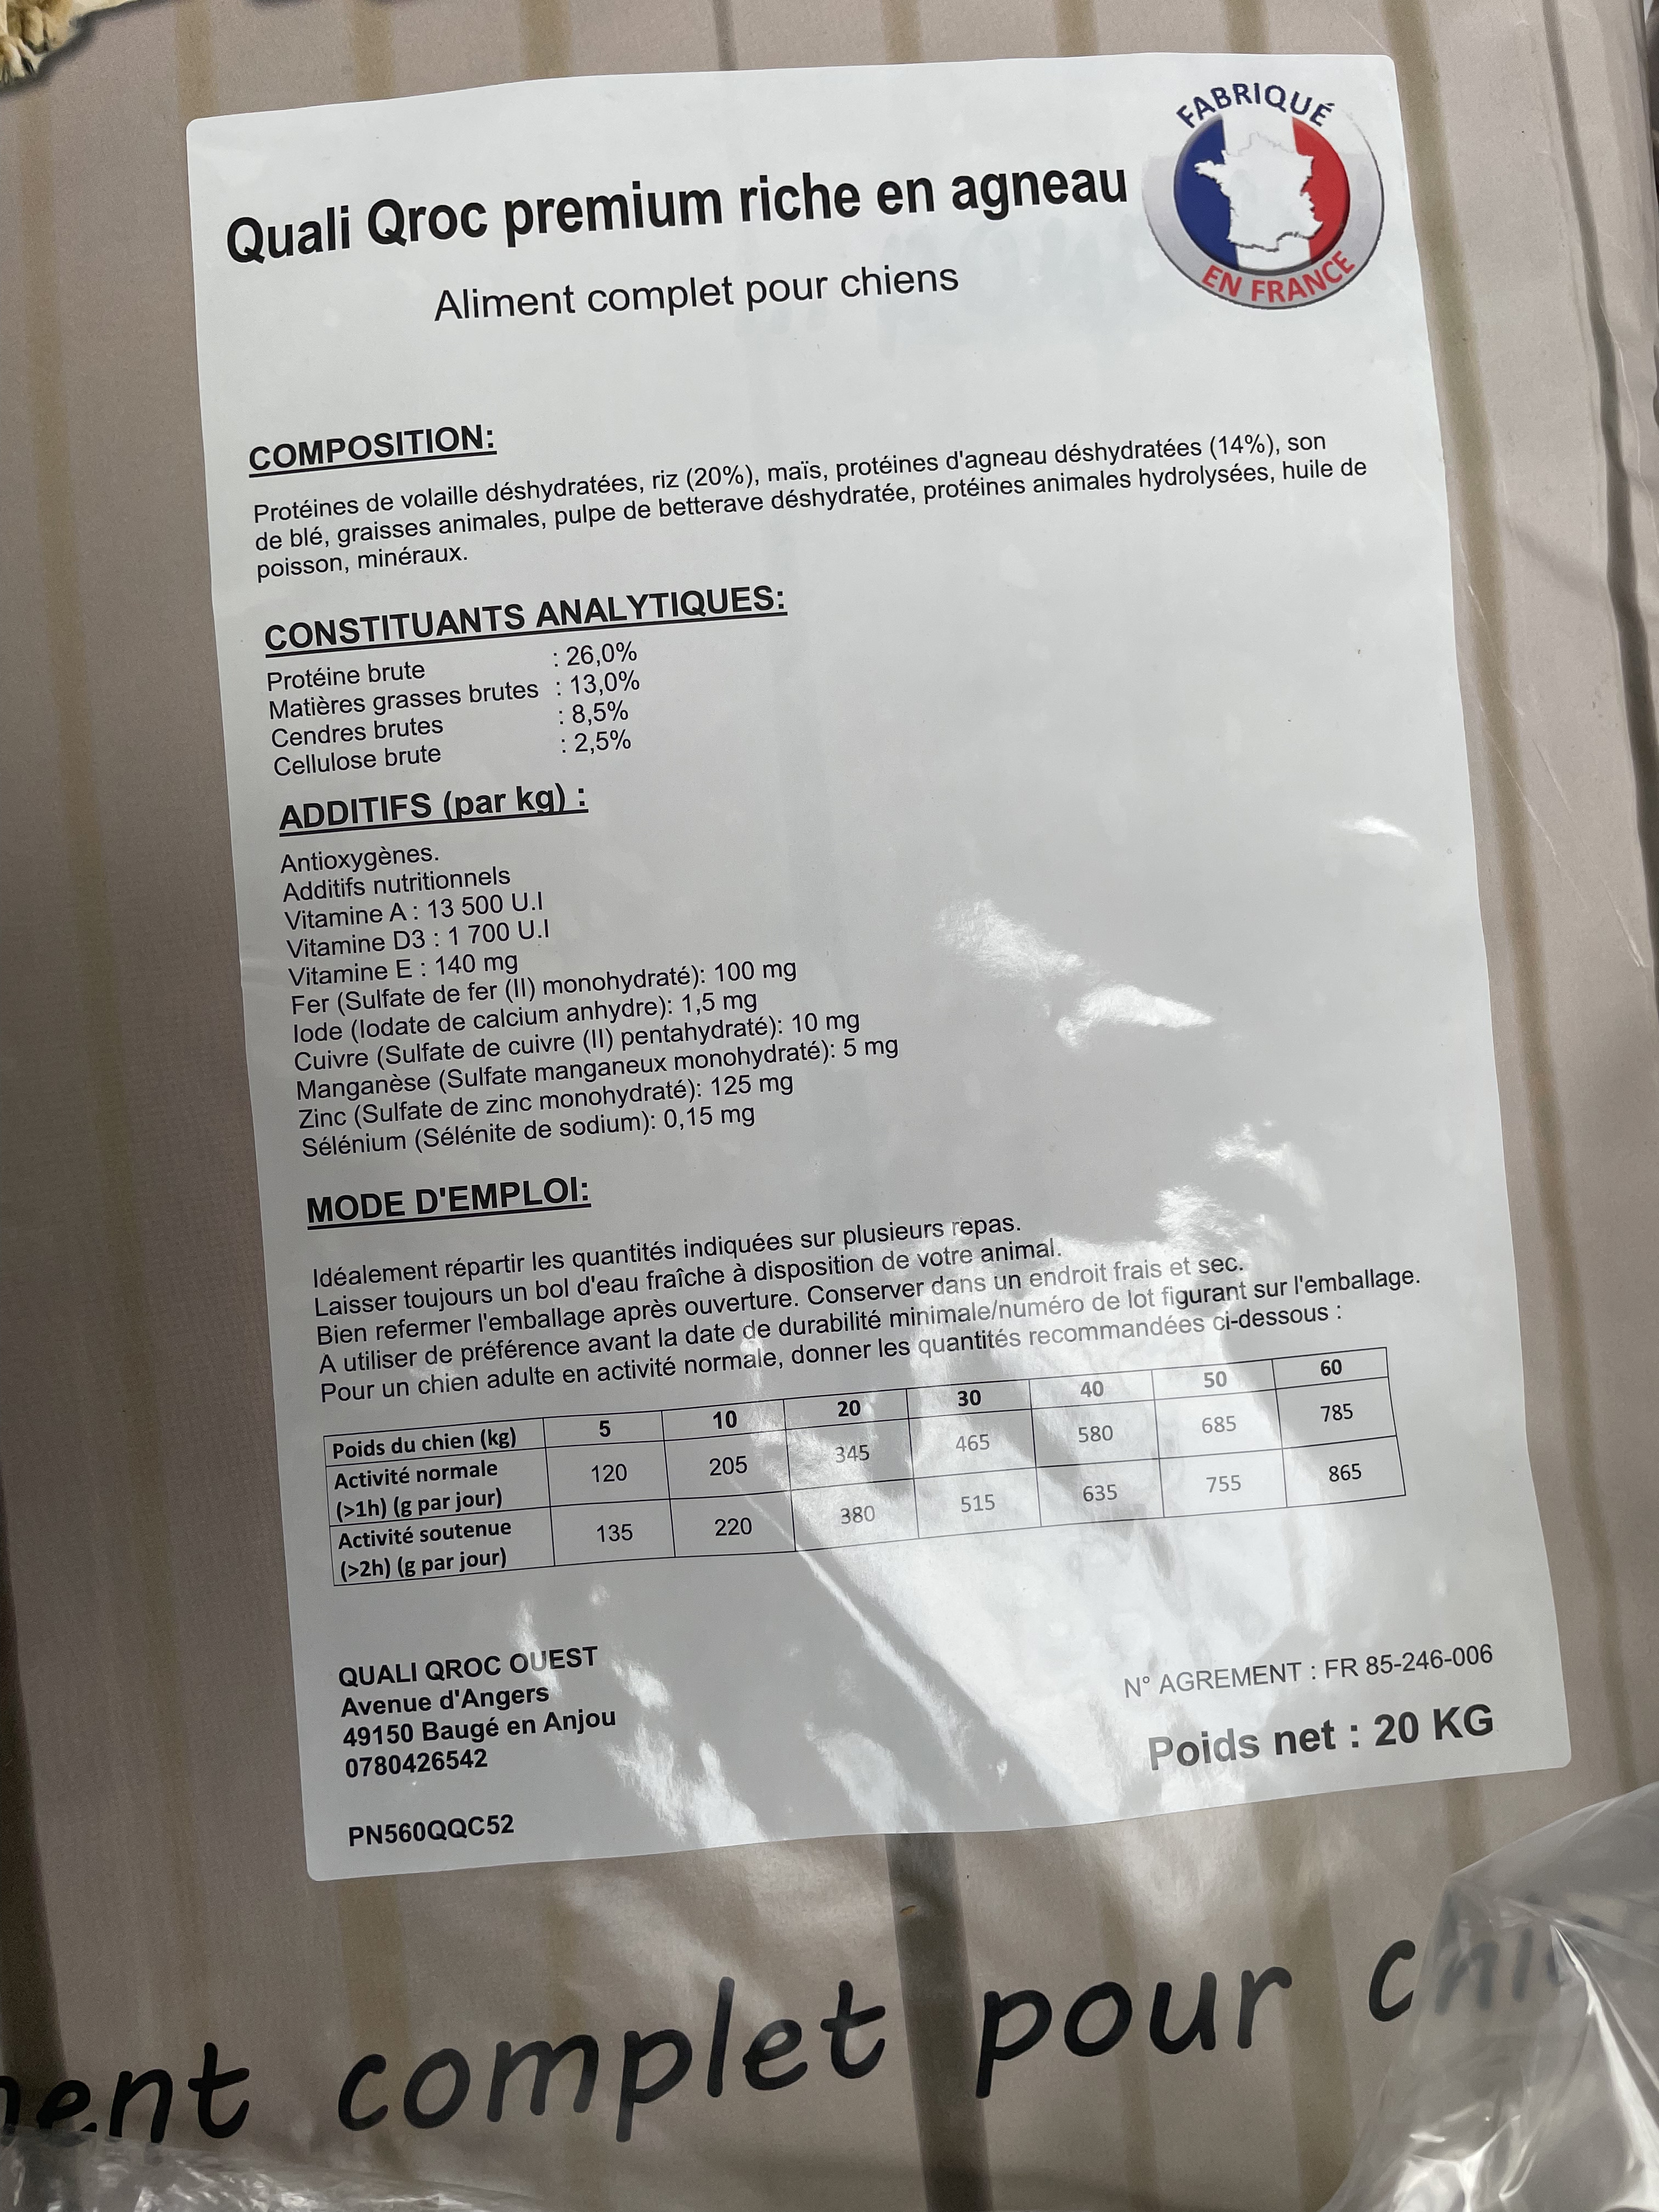 FABRIQUÉ
EN FRANCE
Quali Qroc premium riche en agneau
Aliment complet pour chiens
COMPOSITION:
Protéines de volaille déshydratées, riz (20%), maïs, protéines d'agneau déshydratées (14%), son
de blé, graisses animales, pulpe de betterave déshydratée, protéines animales hydrolysées, huile de
poisson, minéraux.
CONSTITUANTS ANALYTIQUES:
Protéine brute : 26,0%
Matières grasses brutes : 13,0%
Cendres brutes : 8,5%
Cellulose brute : 2,5%
ADDITIFS (par kg) :
Antioxygènes.
Additifs nutritionnels
Vitamine A : 13 500 U.I
Vitamine D3 : 1 700 U.I
Vitamine E : 140 mg
Fer (Sulfate de fer (II) monohydraté): 100 mg
Iode (Iodate de calcium anhydre): 1,5 mg
Cuivre (Sulfate de cuivre (II) pentahydraté): 10 mg
Manganèse (Sulfate manganeux monohydraté): 5 mg
Zinc (Sulfate de zinc monohydraté): 125 mg
Sélénium (Sélénite de sodium): 0,15 mg
MODE D'EMPLOI:
Idéalement répartir les quantités indiquées sur plusieurs repas.
Laisser toujours un bol d'eau fraîche à disposition de votre animal.
Bien refermer l'emballage après ouverture. Conserver dans un endroit frais et sec.
A utiliser de préférence avant la date de durabilité minimale/numéro de lot figurant sur l'emballage.
Pour un chien adulte en activité normale, donner les quantités recommandées ci-dessous :
Poids du chien (kg) 5 10 20 30 40 50 60
Activité normale
(>1h) (g par jour) 120 205 345 465 580 685 785
Activité soutenue
(>2h) (g par jour) 135 220 380 515 635 755 865
QUALI QROC OUEST
Avenue d'Angers
49150 Baugé en Anjou
0780426542
PN560QQC52
N° AGREMENT : FR 85-246-006
Poids net : 20 KG
ent complet pour chi